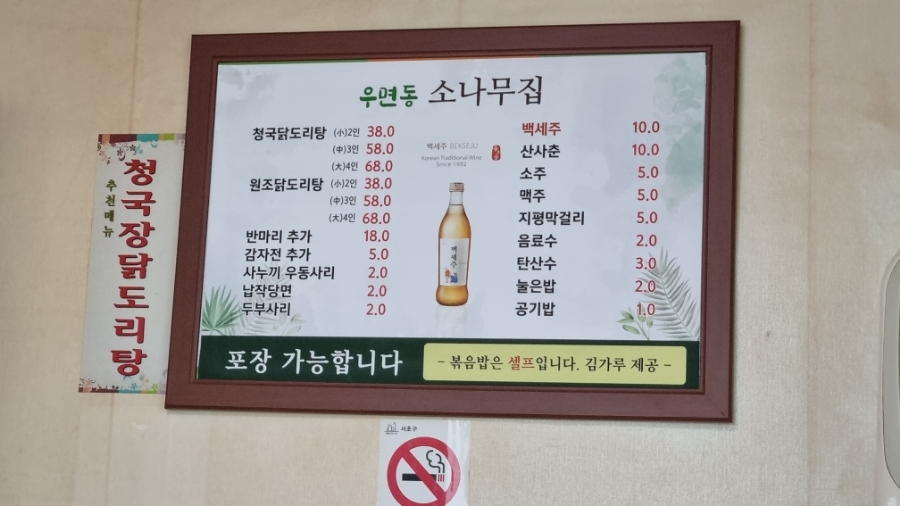 우면동 소나무집
청국닭도리탕 (小)2인 38.0
(中)3인 58.0
(大)4인 68.0
원조닭도리탕 (小)2인 38.0
(中)3인 58.0
(大)4인 68.0
반마리 추가 18.0
감자전 추가 5.0
사누끼 우동사리 2.0
납작당면 2.0
두부사리 2.0
백세주 BEKSEJU
Korean Traditional Wine
Since 1992
백세주
백세주 10.0
산사춘 10.0
소주 5.0
맥주 5.0
지평막걸리 5.0
음료수 2.0
탄산수 3.0
눌은밥 2.0
공기밥 1.0
포장 가능합니다
- 볶음밥은 셀프입니다. 김가루 제공 -
추천메뉴
청국장닭도리탕
서초구